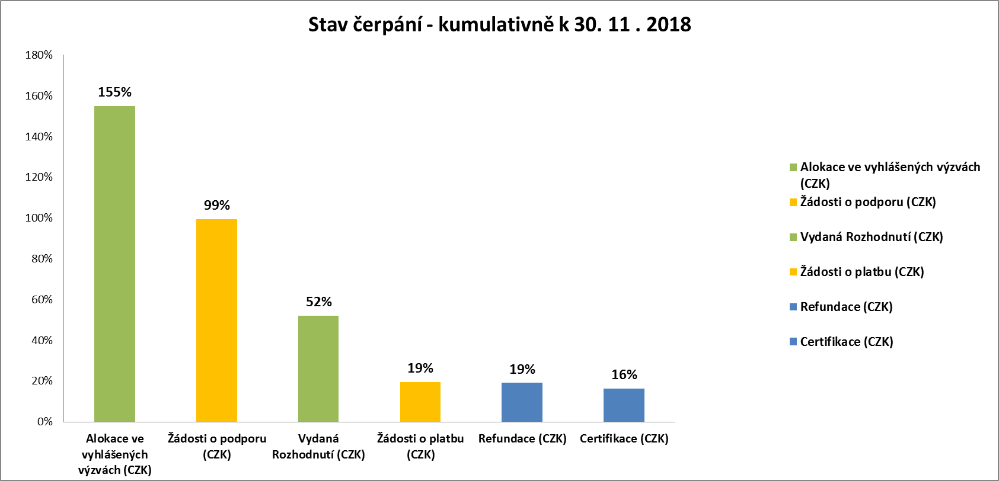 Stav čerpání - kumulativně k 30. 11 . 2018
180%
160%
140%
120%
100%
80%
60%
40%
20%
0%
155%
99%
52%
19%
19%
16%
Alokace ve
vyhlášených
výzvách (CZK)
Žádosti o podporu
(CZK)
Vydaná
Rozhodnutí (CZK)
Žádosti o platbu
(CZK)
Refundace (CZK)
Certifikace (CZK)
Alokace ve vyhlášených výzvách
(CZK)
Žádosti o podporu (CZK)
Vydaná Rozhodnutí (CZK)
Žádosti o platbu (CZK)
Refundace (CZK)
Certifikace (CZK)